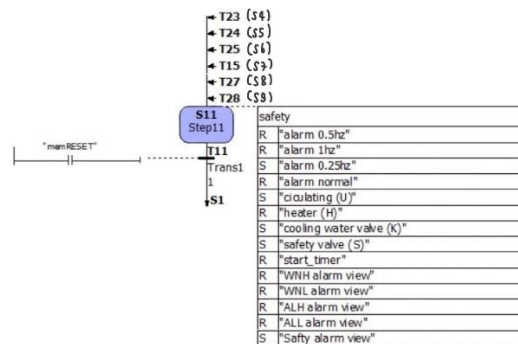 T23 (S4)
T24 (S5)
T25 (S6)
T15 (S7)
T27 (S8)
T28 (S9)
S11
Step11
"memRESET"
T11
Trans1
1
S1
safety
R "alarm 0.5hz"
R "alarm 1hz"
S "alarm 0.25hz"
R "alarm normal"
S "ciculating (U)"
R "heater (H)"
S "cooling water valve (K)"
S "safety valve (S)"
R "start_timer"
R "WNH alarm view"
R "WNL alarm view"
R "ALH alarm view"
R "ALL alarm view"
S "Safty alarm view"